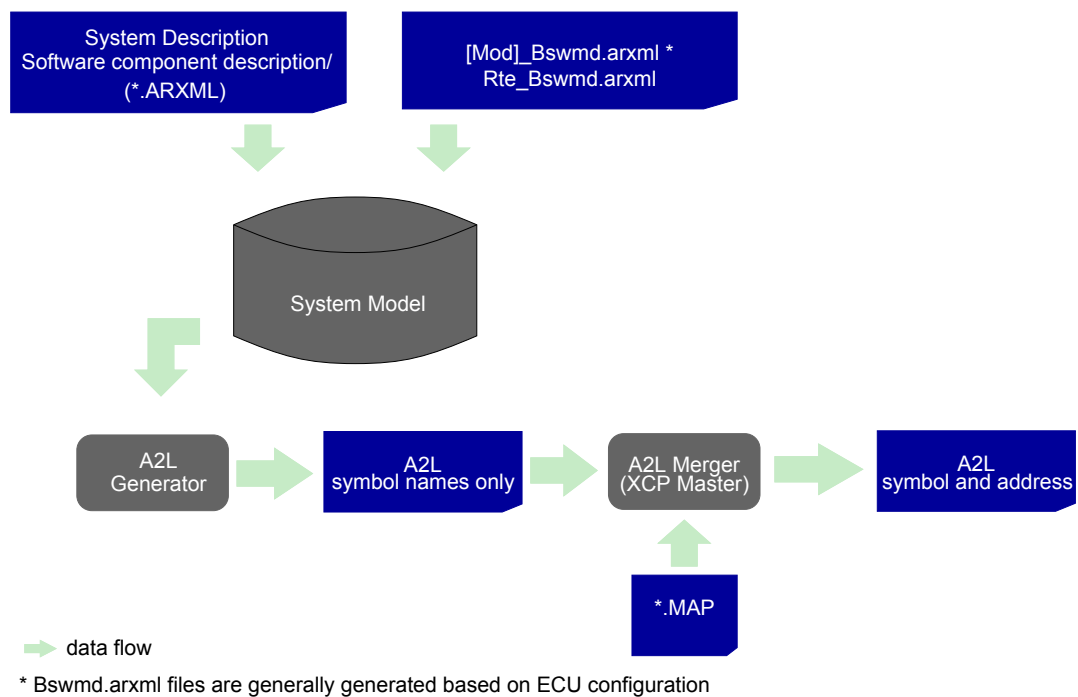 System Description
Software component description/
(*.ARXML)
[Mod]_Bswmd.arxml *
Rte_Bswmd.arxml
System Model
A2L
Generator
A2L
symbol names only
A2L Merger
(XCP Master)
A2L
symbol and address
*.MAP
data flow
* Bswmd.arxml files are generally generated based on ECU configuration